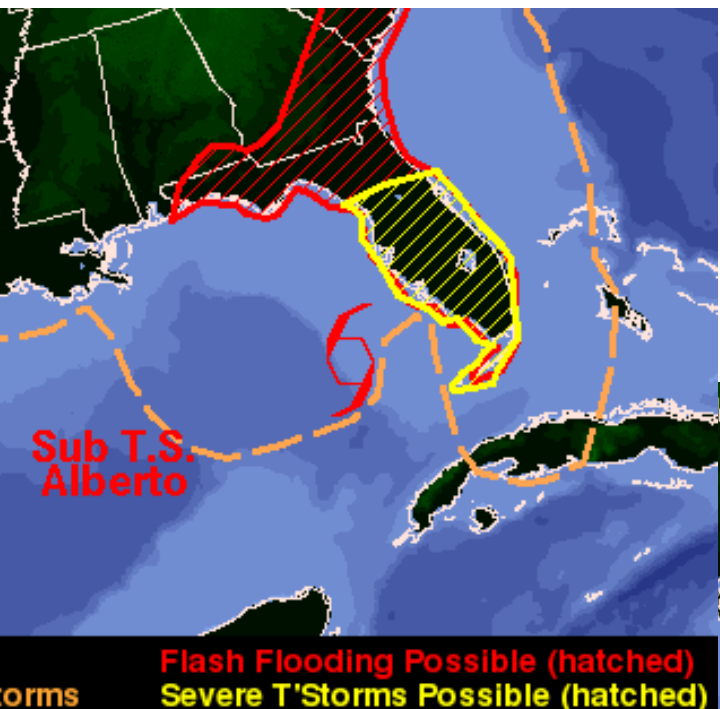 Sub T.S.
Alberto
Flash Flooding Possible (hatched)
torms Severe T'Storms Possible (hatched)